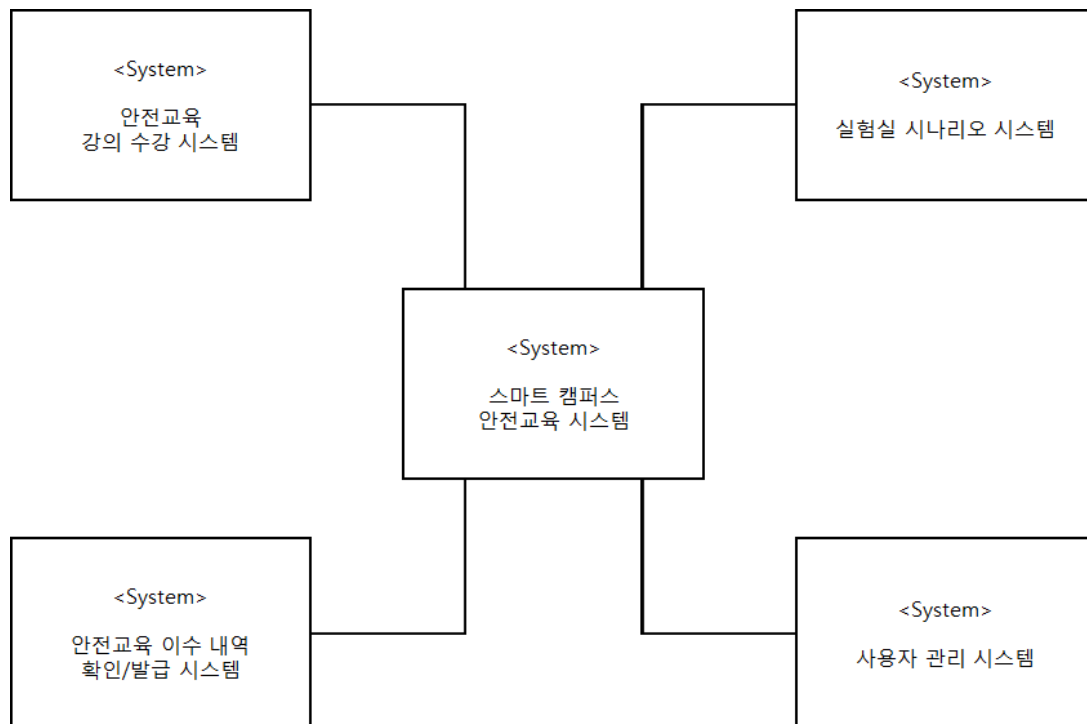 <System>
안전교육
강의 수강 시스템
<System>
실험실 시나리오 시스템
<System>
스마트 캠퍼스
안전교육 시스템
<System>
안전교육 이수 내역
확인/발급 시스템
<System>
사용자 관리 시스템